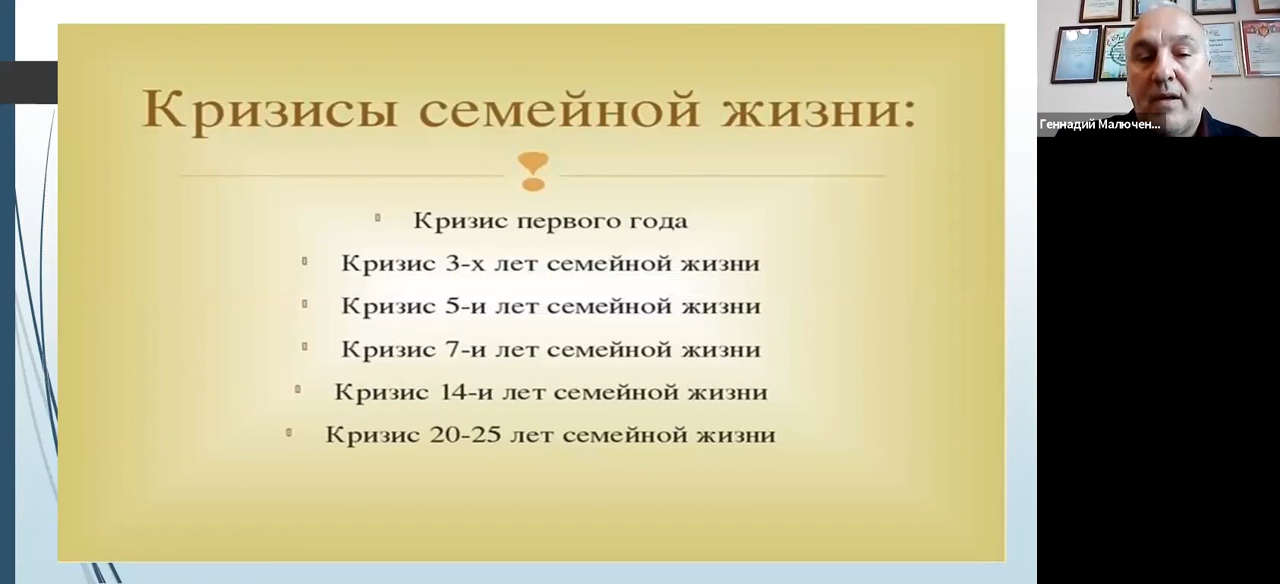 Кризисы семейной жизни:
Кризис первого года
Кризис 3-х лет семейной жизни
Кризис 5-и лет семейной жизни
Кризис 7-и лет семейной жизни
Кризис 14-и лет семейной жизни
Кризис 20-25 лет семейной жизни
Геннадий Малючен...